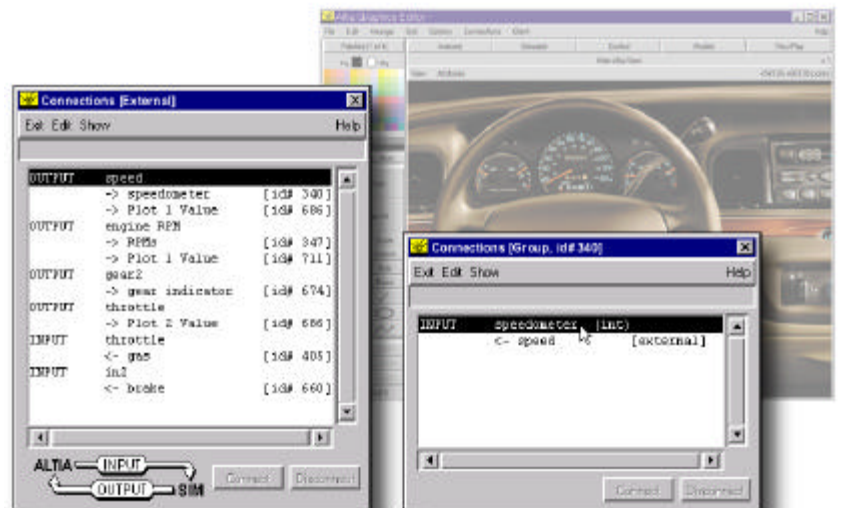 Altia Graphics Editor
Connections [External]
Exit Edit Show Help
OUTPUT speed
-> speedometer [id# 340]
-> Plot 1 Value [id# 686]
OUTPUT engine RPM
-> RPMs [id# 347]
-> Plot 1 Value [id# 711]
OUTPUT gear2
-> gear indicator [id# 674]
OUTPUT throttle
-> Plot 2 Value [id# 686]
INPUT throttle
<- gas [id# 405]
INPUT in2
<- brake [id# 660]
ALTIA INPUT
OUTPUT SIM
Connect Disconnect
Connections [Group, id# 340]
Exit Edit Show Help
INPUT speedometer (int)
<- speed [external]
Connect Disconnect